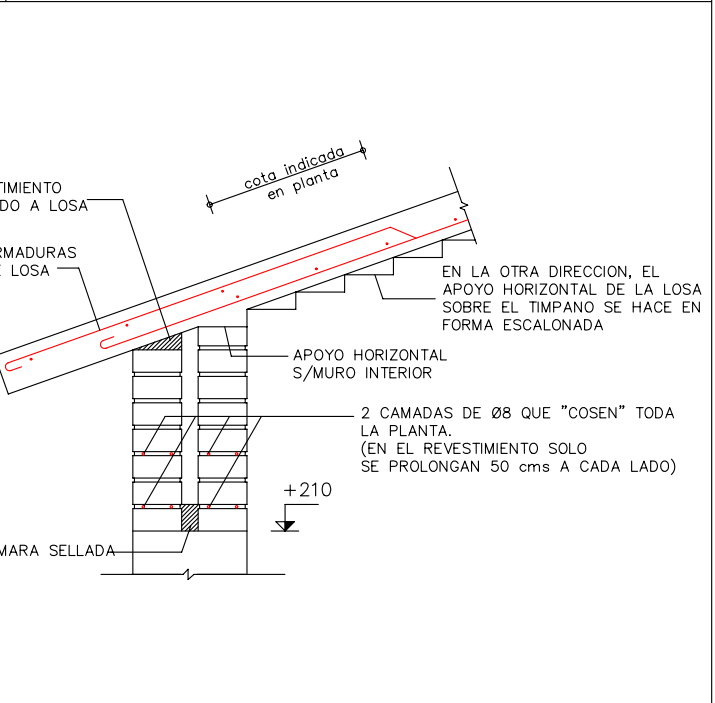 cota indicada
en planta
TIMIENTO
DO A LOSA
RMADURAS
E LOSA
EN LA OTRA DIRECCION, EL
APOYO HORIZONTAL DE LA LOSA
SOBRE EL TIMPANO SE HACE EN
FORMA ESCALONADA
APOYO HORIZONTAL
S/MURO INTERIOR
2 CAMADAS DE Ø8 QUE "COSEN" TODA
LA PLANTA.
(EN EL REVESTIMIENTO SOLO
SE PROLONGAN 50 cms A CADA LADO)
+210
MARA SELLADA